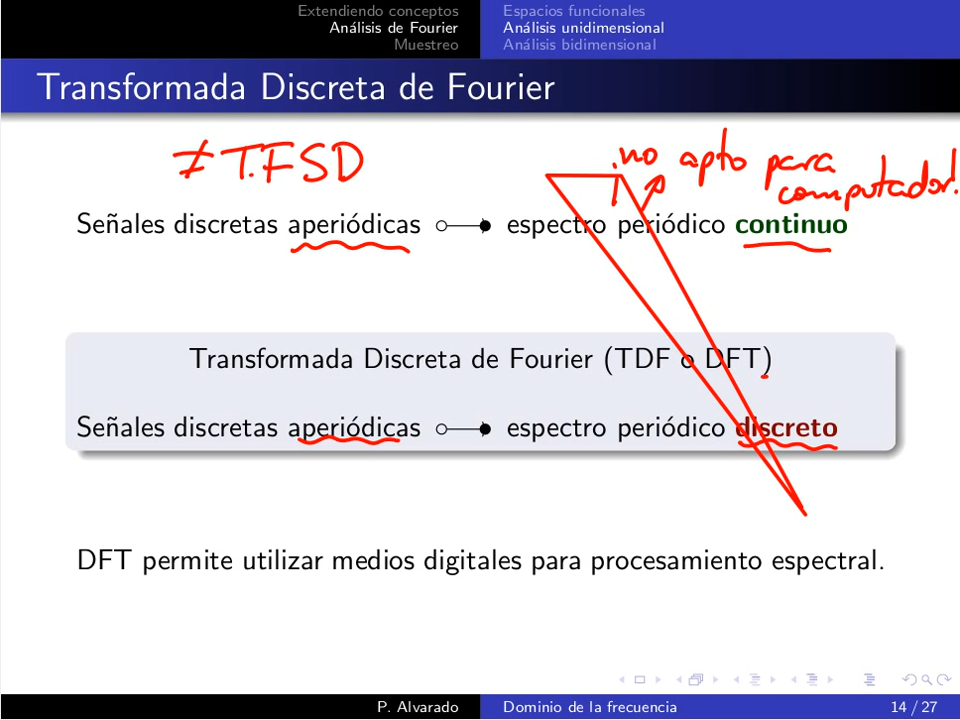 Extendiendo conceptos
Análisis de Fourier
Muestreo
Espacios funcionales
Análisis unidimensional
Análisis bidimensional
Transformada Discreta de Fourier
≠ T.F.S.D
no apto para
computador!
Señales discretas aperiódicas espectro periódico continuo
Transformada Discreta de Fourier (TDF o DFT)
Señales discretas aperiódicas espectro periódico discreto
DFT permite utilizar medios digitales para procesamiento espectral.
P. Alvarado Dominio de la frecuencia 14 / 27